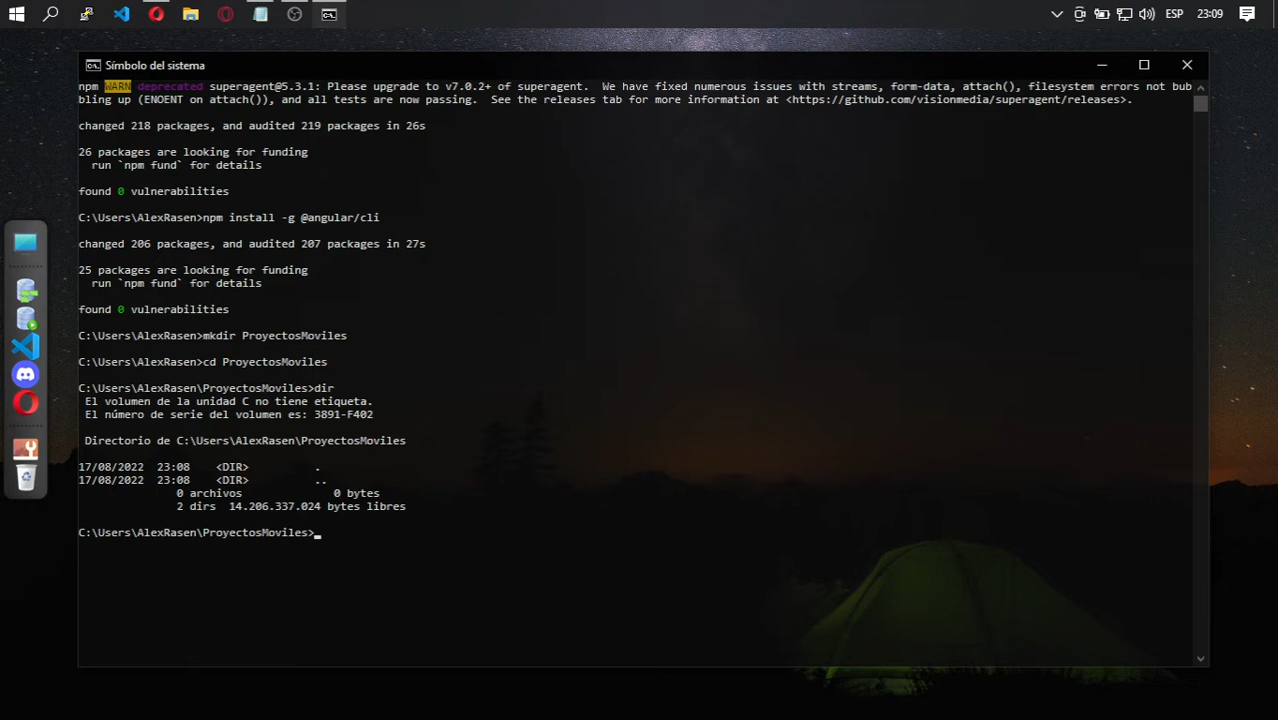 ESP 23:09
Símbolo del sistema
npm WARN deprecated superagent@5.3.1: Please upgrade to v7.0.2+ of superagent.  We have fixed numerous issues with streams, form-data, attach(), filesystem errors not bub
bling up (ENOENT on attach()), and all tests are now passing.  See the releases tab for more information at <https://github.com/visionmedia/superagent/releases>.
changed 218 packages, and audited 219 packages in 26s
26 packages are looking for funding
run `npm fund` for details
found 0 vulnerabilities
C:\Users\AlexRasen>npm install -g @angular/cli
changed 206 packages, and audited 207 packages in 27s
25 packages are looking for funding
run `npm fund` for details
found 0 vulnerabilities
C:\Users\AlexRasen>mkdir ProyectosMoviles
C:\Users\AlexRasen>cd ProyectosMoviles
C:\Users\AlexRasen\ProyectosMoviles>dir
El volumen de la unidad C no tiene etiqueta.
El número de serie del volumen es: 3891-F402
Directorio de C:\Users\AlexRasen\ProyectosMoviles
17/08/2022  23:08    <DIR>          .
17/08/2022  23:08    <DIR>          ..
0 archivos              0 bytes
2 dirs  14.206.337.024 bytes libres
C:\Users\AlexRasen\ProyectosMoviles>